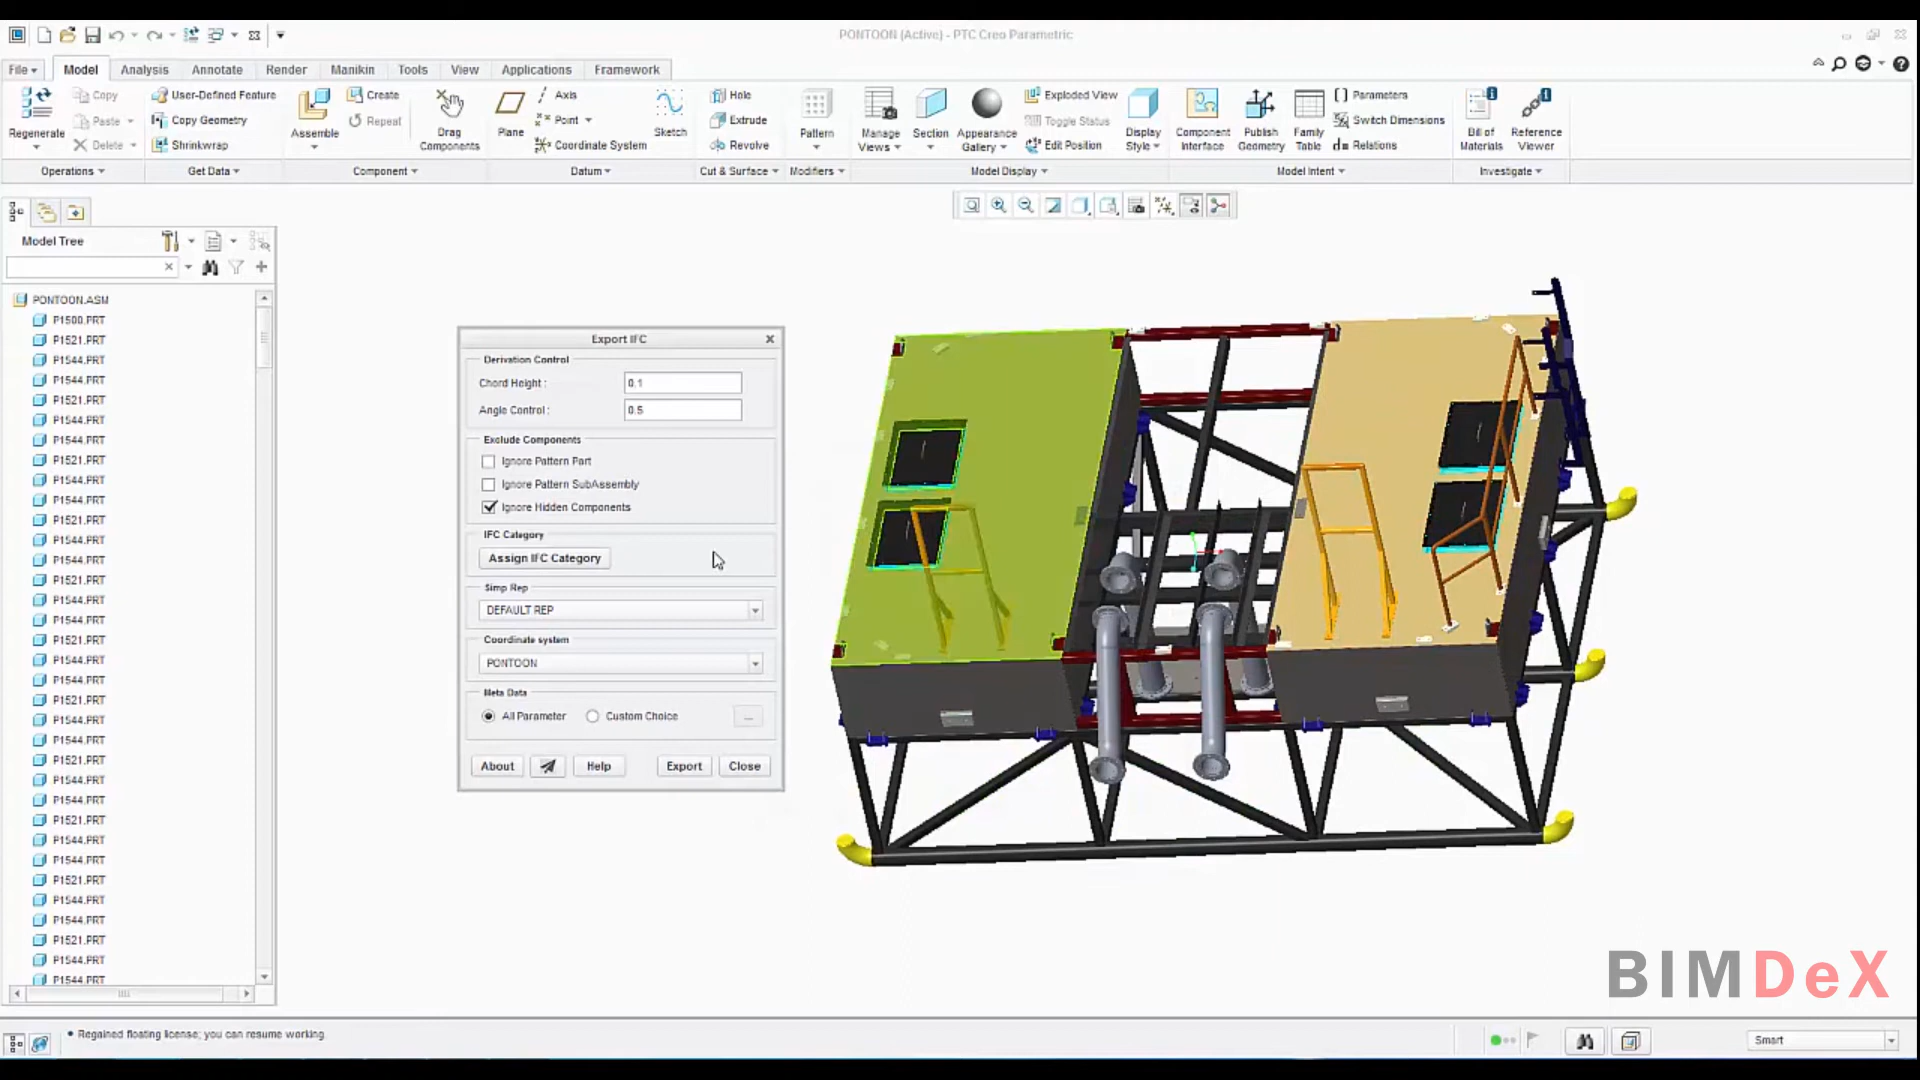 PONTOON (Active) - PTC Creo Parametric
File Model Analysis Annotate Render Manikin Tools View Applications Framework
Regenerate
Copy
Paste
Delete
Operations
User-Defined Feature
Copy Geometry
Shrinkwrap
Get Data
Assemble
Create
Repeat
Drag
Components
Component
Plane
Axis
Point
Coordinate System
Sketch
Datum
Hole
Extrude
Revolve
Cut & Surface
Pattern
Modifiers
Manage
Views
Section
Appearance
Gallery
Exploded View
Toggle Status
Edit Position
Display
Style
Model Display
Component
Interface
Publish
Geometry
Family
Table
Parameters
Switch Dimensions
d= Relations
Model Intent
Bill of
Materials
Reference
Viewer
Investigate
Model Tree
PONTOON.ASM
P1500.PRT
P1521.PRT
P1544.PRT
P1544.PRT
P1521.PRT
P1544.PRT
P1544.PRT
P1521.PRT
P1544.PRT
P1544.PRT
P1521.PRT
P1544.PRT
P1544.PRT
P1521.PRT
P1544.PRT
P1544.PRT
P1521.PRT
P1544.PRT
P1544.PRT
P1521.PRT
P1544.PRT
P1544.PRT
P1521.PRT
P1544.PRT
P1544.PRT
P1521.PRT
P1544.PRT
P1544.PRT
P1521.PRT
P1544.PRT
P1544.PRT
P1521.PRT
P1544.PRT
P1544.PRT
Export IFC
Derivation Control
Chord Height : 0.1
Angle Control : 0.5
Exclude Components
Ignore Pattern Part
Ignore Pattern SubAssembly
Ignore Hidden Components
IFC Category
Assign IFC Category
Simp Rep
DEFAULT REP
Coordinate system
PONTOON
Meta Data
All Parameter Custom Choice ...
About Help Export Close
BIMDeX
• Regained floating license; you can resume working.
Smart